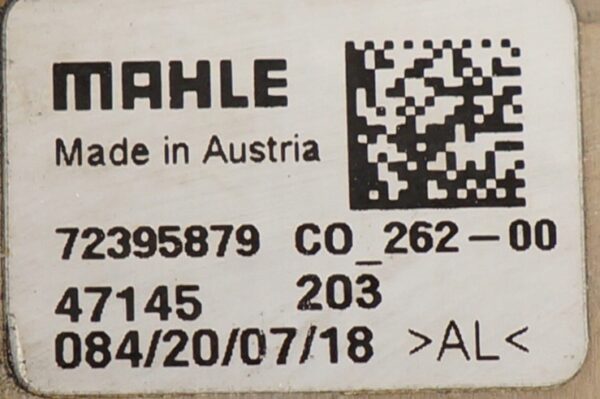 MAHLE
Made in Austria
72395879 CO_262-00
47145 203
084/20/07/18 >AL<